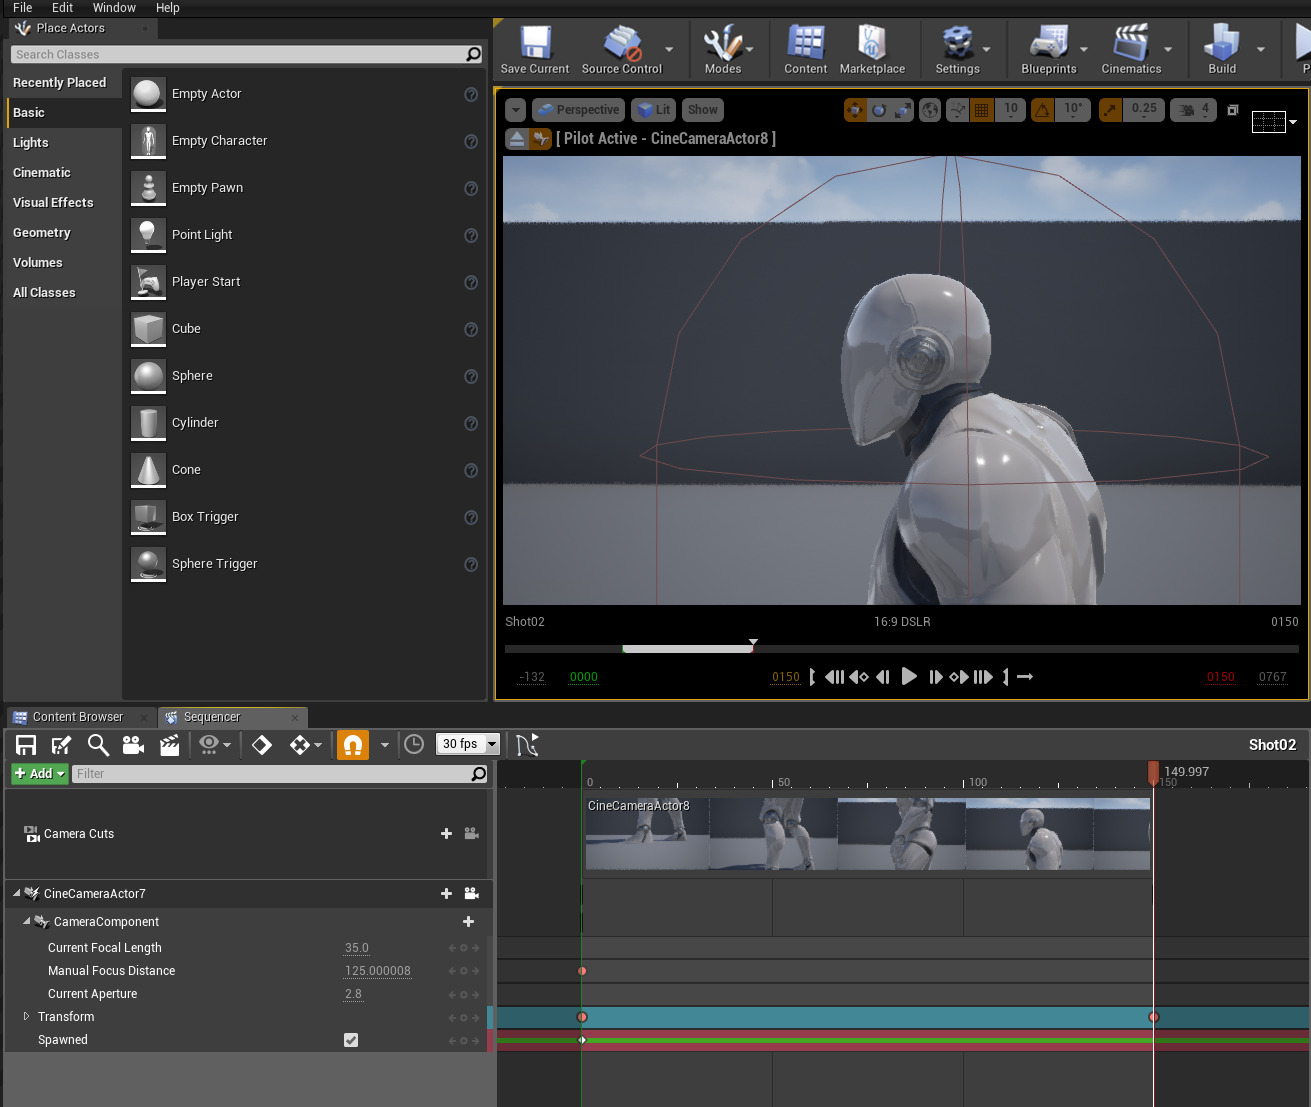 File Edit Window Help
Place Actors
Search Classes
Recently Placed
Basic
Lights
Cinematic
Visual Effects
Geometry
Volumes
All Classes
Empty Actor
Empty Character
Empty Pawn
Point Light
Player Start
Cube
Sphere
Cylinder
Cone
Box Trigger
Sphere Trigger
Save Current Source Control Modes Content Marketplace Settings Blueprints Cinematics Build
Perspective Lit Show 10 10° 0.25 4
[ Pilot Active - CineCameraActor8 ]
Shot02 16:9 DSLR 0150
-132 0000 0150 0150 0767
Content Browser Sequencer
30 fps Shot02
Add Filter
149.997
0 50 100 150
CineCameraActor8
Camera Cuts
CineCameraActor7
CameraComponent
Current Focal Length 35.0
Manual Focus Distance 125.000008
Current Aperture 2.8
Transform
Spawned